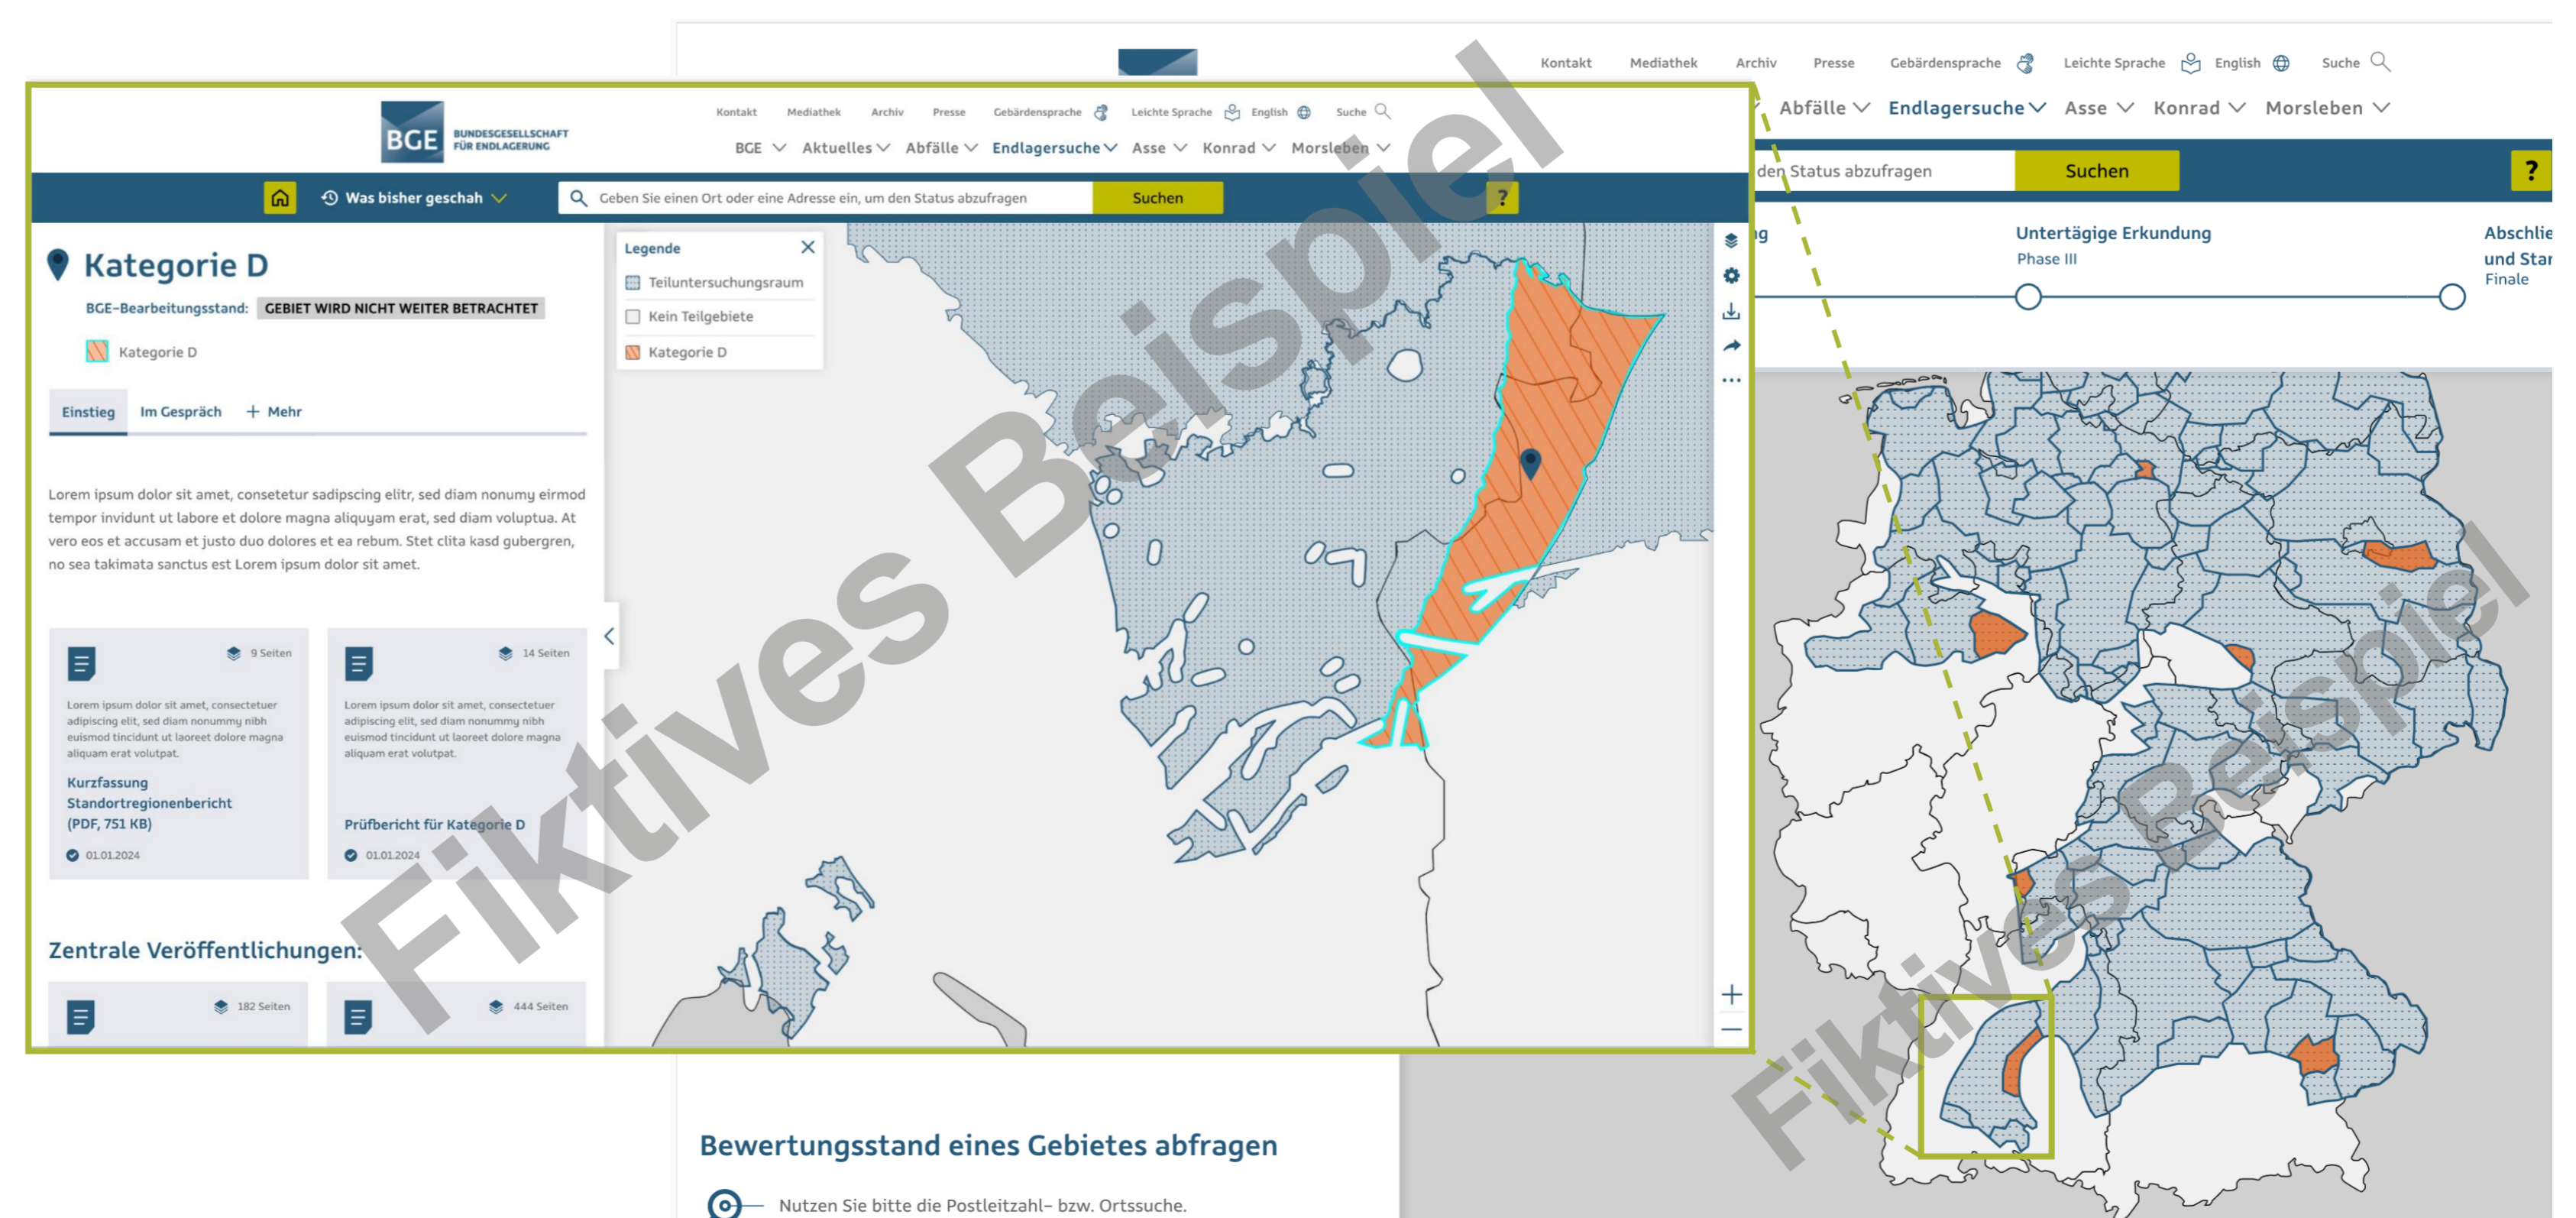 Kontakt Mediathek Archiv Presse Gebärdensprache Leichte Sprache English Suche
Abfälle Endlagersuche Asse Konrad Morsleben
den Status abzufragen Suchen ?
Untertägige Erkundung
Phase III
und
Finale
BGE BUNDESGESELLSCHAFT
FÜR ENDLAGERUNG
Kontakt Mediathek Archiv Presse Gebärdensprache Leichte Sprache English Suche
BGE Aktuelles Abfälle Endlagersuche Asse Konrad Morsleben
Was bisher geschah Geben Sie einen Ort oder eine Adresse ein, um den Status abzufragen Suchen ?
Kategorie D
BGE-Bearbeitungsstand: GEBIET WIRD NICHT WEITER BETRACHTET
Kategorie D
Einstieg Im Gespräch + Mehr
Lorem ipsum dolor sit amet, consetetur sadipscing elitr, sed diam nonumy eirmod
tempor invidunt ut labore et dolore magna aliquyam erat, sed diam voluptua. At
vero eos et accusam et justo duo dolores et ea rebum. Stet clita kasd gubergren,
no sea takimata sanctus est Lorem ipsum dolor sit amet.
9 Seiten
Lorem ipsum dolor sit amet, consectetuer
adipiscing elit, sed diam nonummy nibh
euismod tincidunt ut laoreet dolore magna
aliquam erat volutpat.
Kurzfassung
Standortregionenbericht
(PDF, 751 KB)
01.01.2024
14 Seiten
Lorem ipsum dolor sit amet, consectetuer
adipiscing elit, sed diam nonummy nibh
euismod tincidunt ut laoreet dolore magna
aliquam erat volutpat.
Prüfbericht für Kategorie D
01.01.2024
Zentrale Veröffentlichungen:
182 Seiten
444 Seiten
Legende
Teiluntersuchungsraum
Kein Teilgebiete
Kategorie D
Fiktives Beispiel
Fiktives Beispiel
Bewertungsstand eines Gebietes abfragen
Nutzen Sie bitte die Postleitzahl- bzw. Ortssuche.